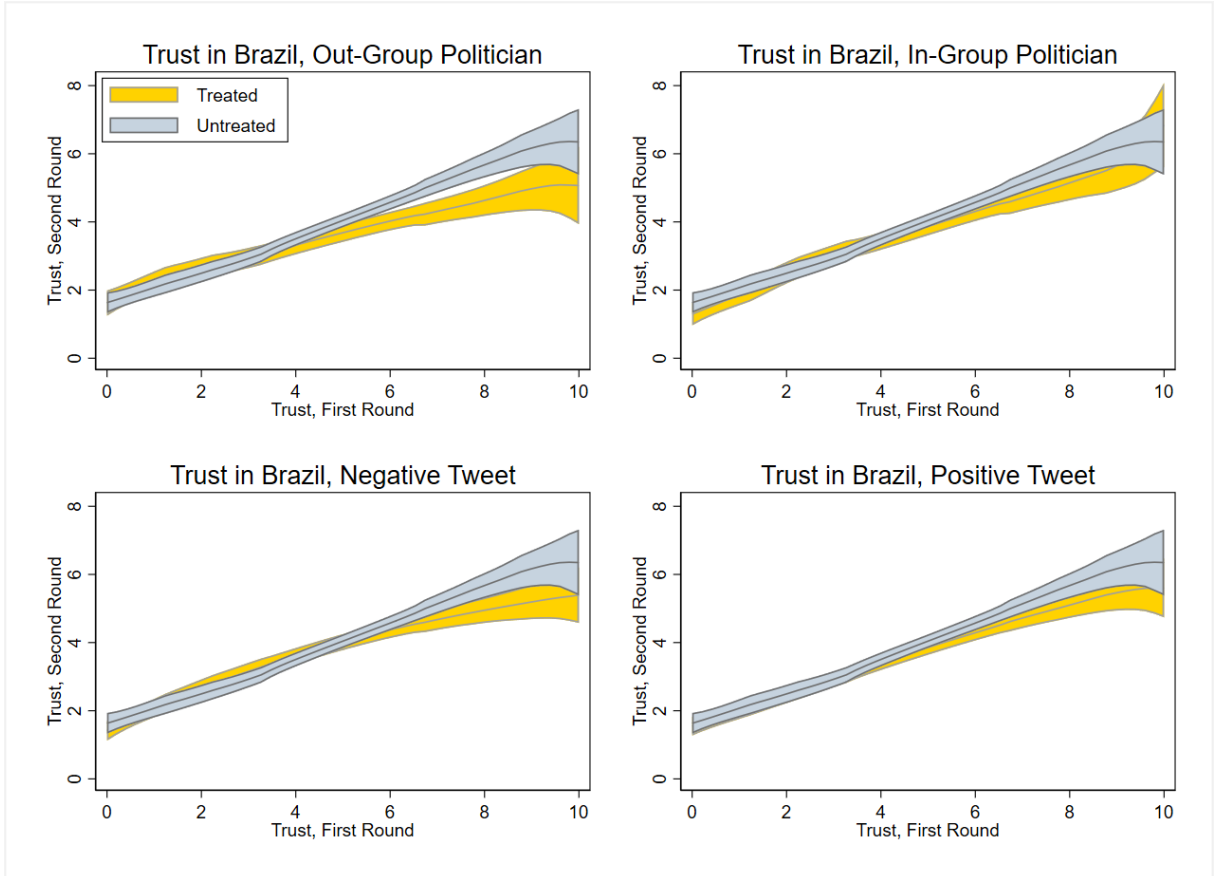 Trust in Brazil, Out-Group Politician
Treated
Untreated
Trust, Second Round
0
2
4
6
8
0 2 4 6 8 10
Trust, First Round
Trust in Brazil, In-Group Politician
Trust, Second Round
0
2
4
6
8
0 2 4 6 8 10
Trust, First Round
Trust in Brazil, Negative Tweet
Trust, Second Round
0
2
4
6
8
0 2 4 6 8 10
Trust, First Round
Trust in Brazil, Positive Tweet
Trust, Second Round
0
2
4
6
8
0 2 4 6 8 10
Trust, First Round